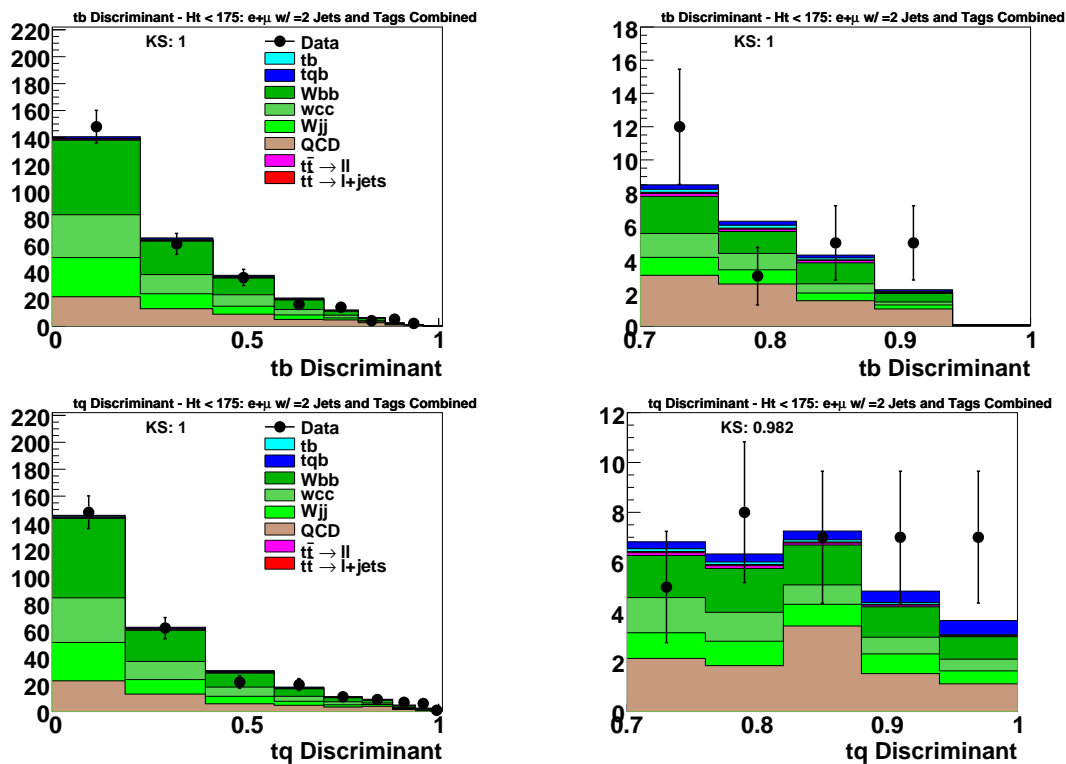 tb Discriminant - Ht < 175: e+μ w/ =2 Jets and Tags Combined
KS: 1
Data
tb
tqb
Wbb
wcc
Wjj
QCD
tt̄ → ll
tt̄ → l+jets
220
200
180
160
140
120
100
80
60
40
20
0
0 0.5 1
tb Discriminant
tb Discriminant - Ht < 175: e+μ w/ =2 Jets and Tags Combined
KS: 1
18
16
14
12
10
8
6
4
2
0
0.7 0.8 0.9 1
tb Discriminant
tq Discriminant - Ht < 175: e+μ w/ =2 Jets and Tags Combined
KS: 1
Data
tb
tqb
Wbb
wcc
Wjj
QCD
tt̄ → ll
tt̄ → l+jets
220
200
180
160
140
120
100
80
60
40
20
0
0 0.5 1
tq Discriminant
tq Discriminant - Ht < 175: e+μ w/ =2 Jets and Tags Combined
KS: 0.982
12
10
8
6
4
2
0
0.7 0.8 0.9 1
tq Discriminant